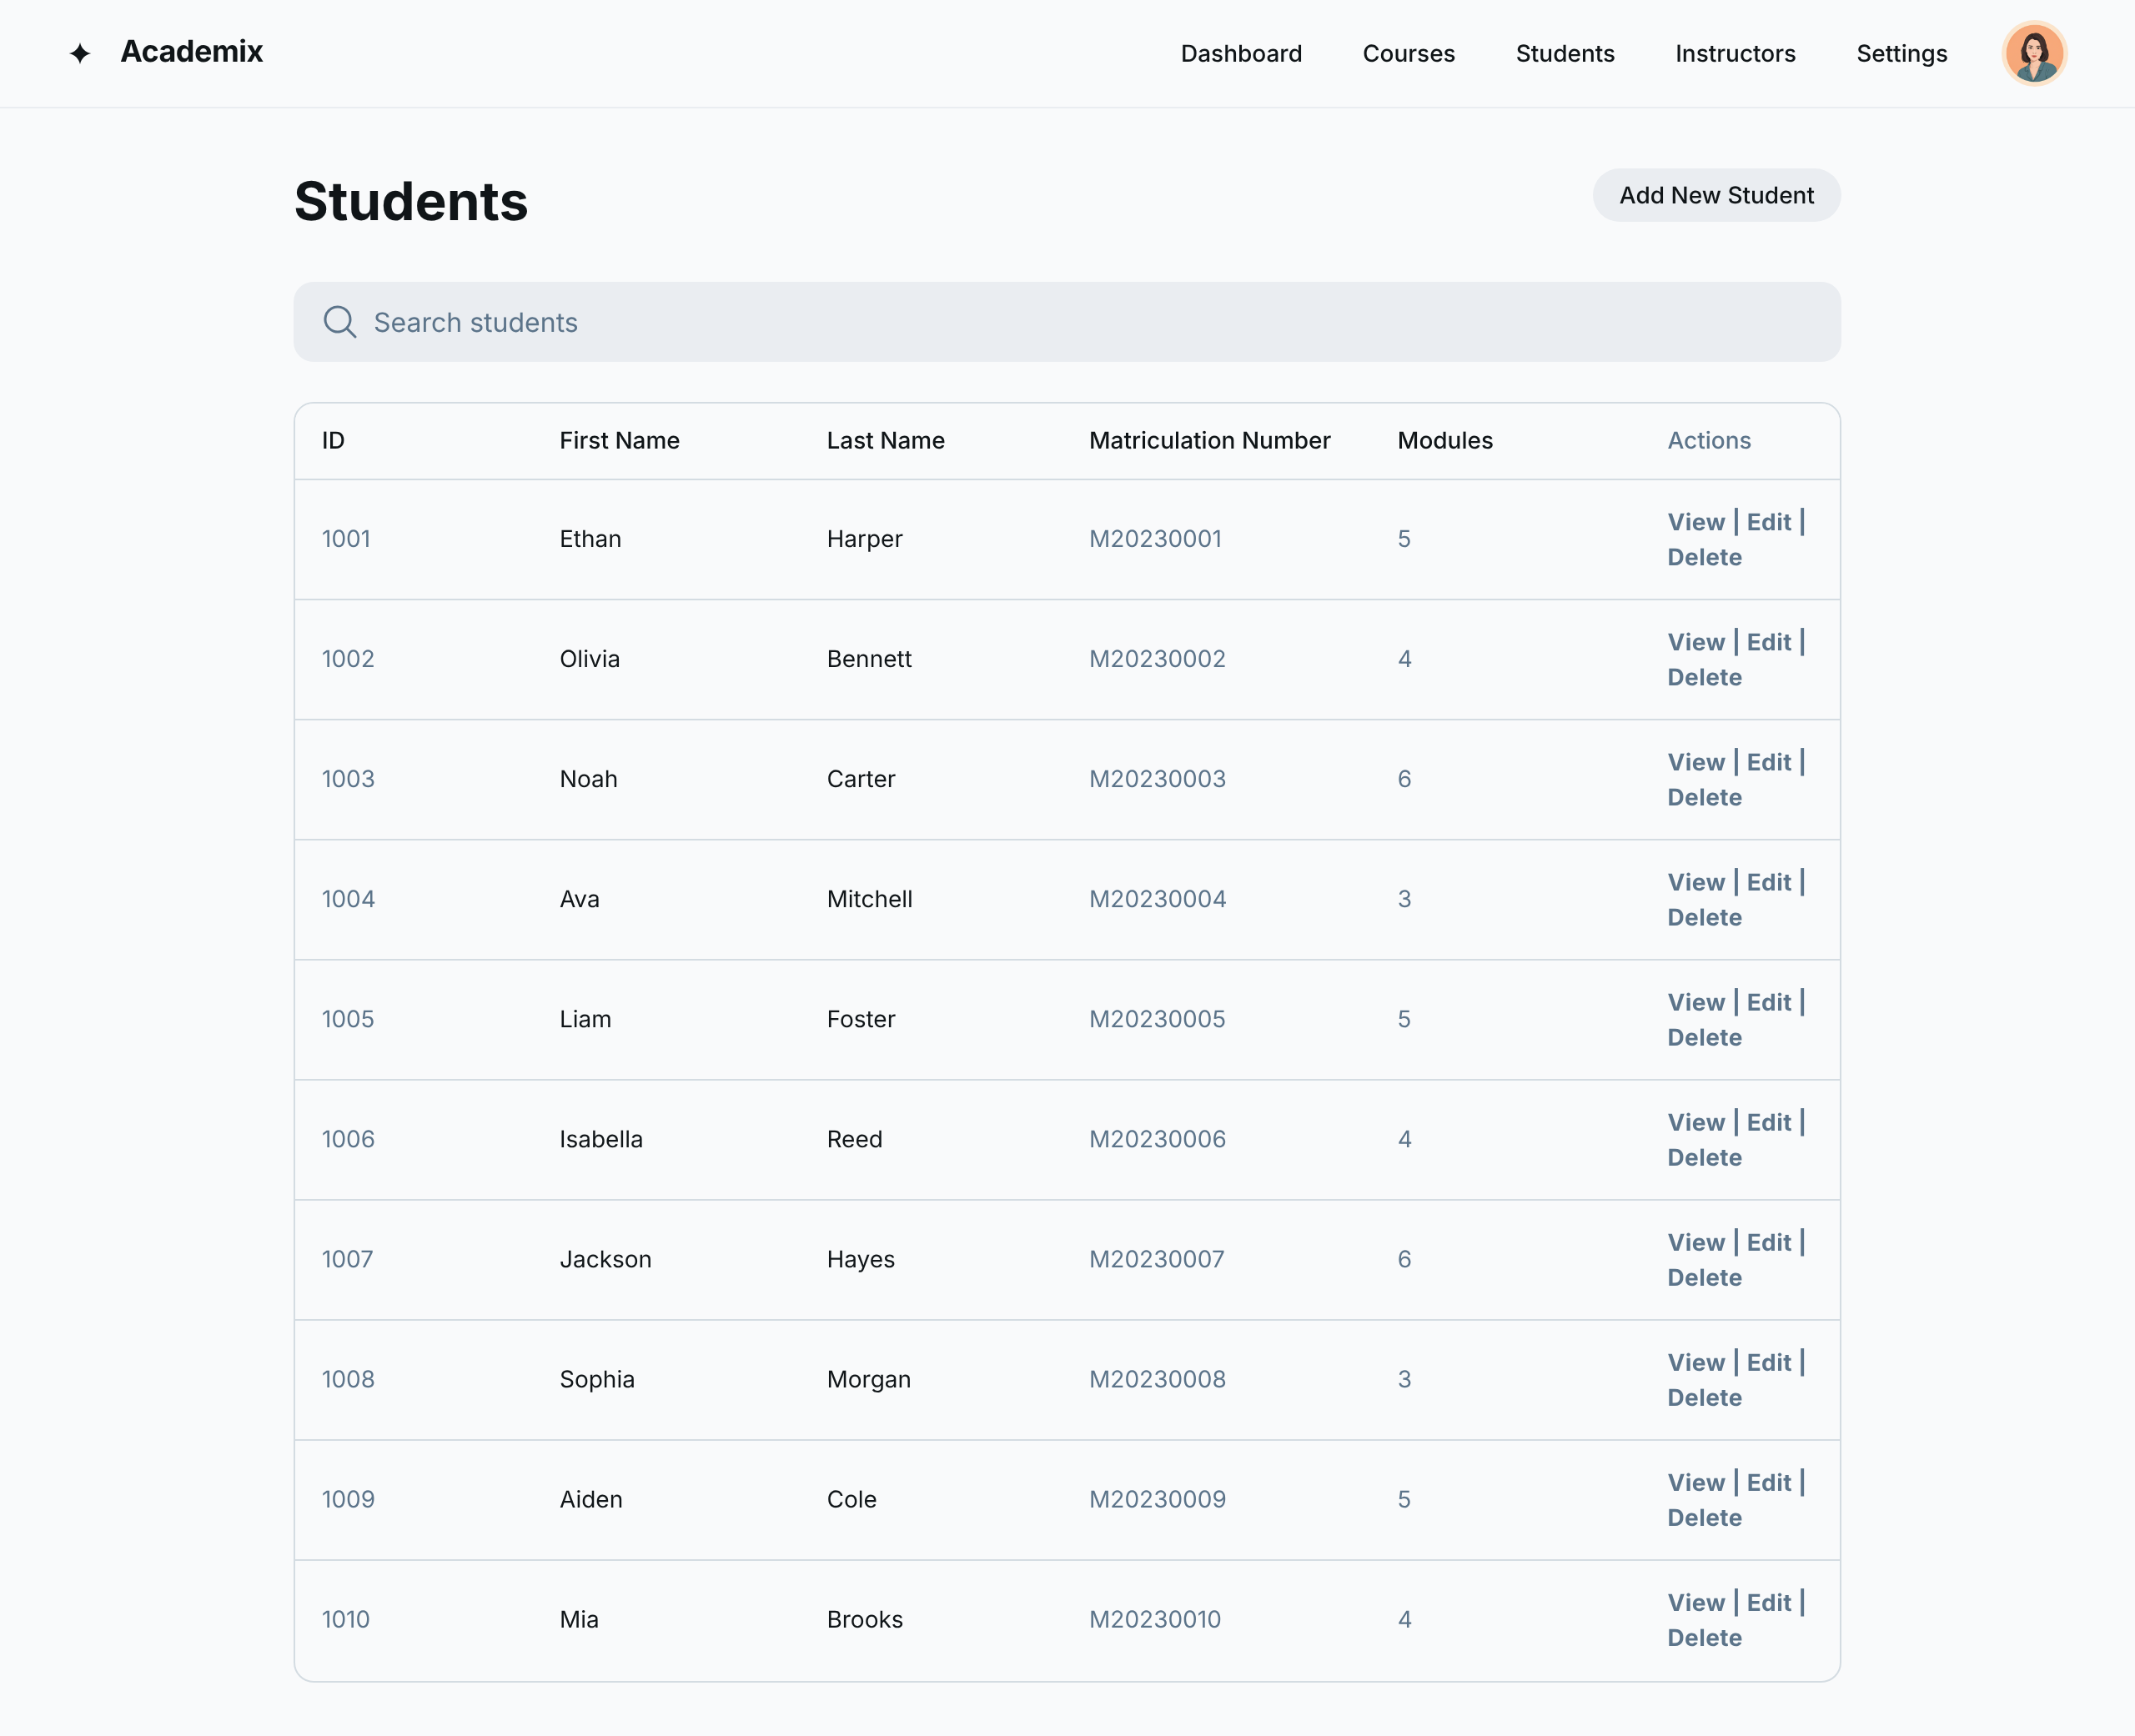 Academix
Dashboard Courses Students Instructors Settings
Students
Add New Student
Search students
ID First Name Last Name Matriculation Number Modules Actions
1001 Ethan Harper M20230001 5 View | Edit |
Delete
1002 Olivia Bennett M20230002 4 View | Edit |
Delete
1003 Noah Carter M20230003 6 View | Edit |
Delete
1004 Ava Mitchell M20230004 3 View | Edit |
Delete
1005 Liam Foster M20230005 5 View | Edit |
Delete
1006 Isabella Reed M20230006 4 View | Edit |
Delete
1007 Jackson Hayes M20230007 6 View | Edit |
Delete
1008 Sophia Morgan M20230008 3 View | Edit |
Delete
1009 Aiden Cole M20230009 5 View | Edit |
Delete
1010 Mia Brooks M20230010 4 View | Edit |
Delete